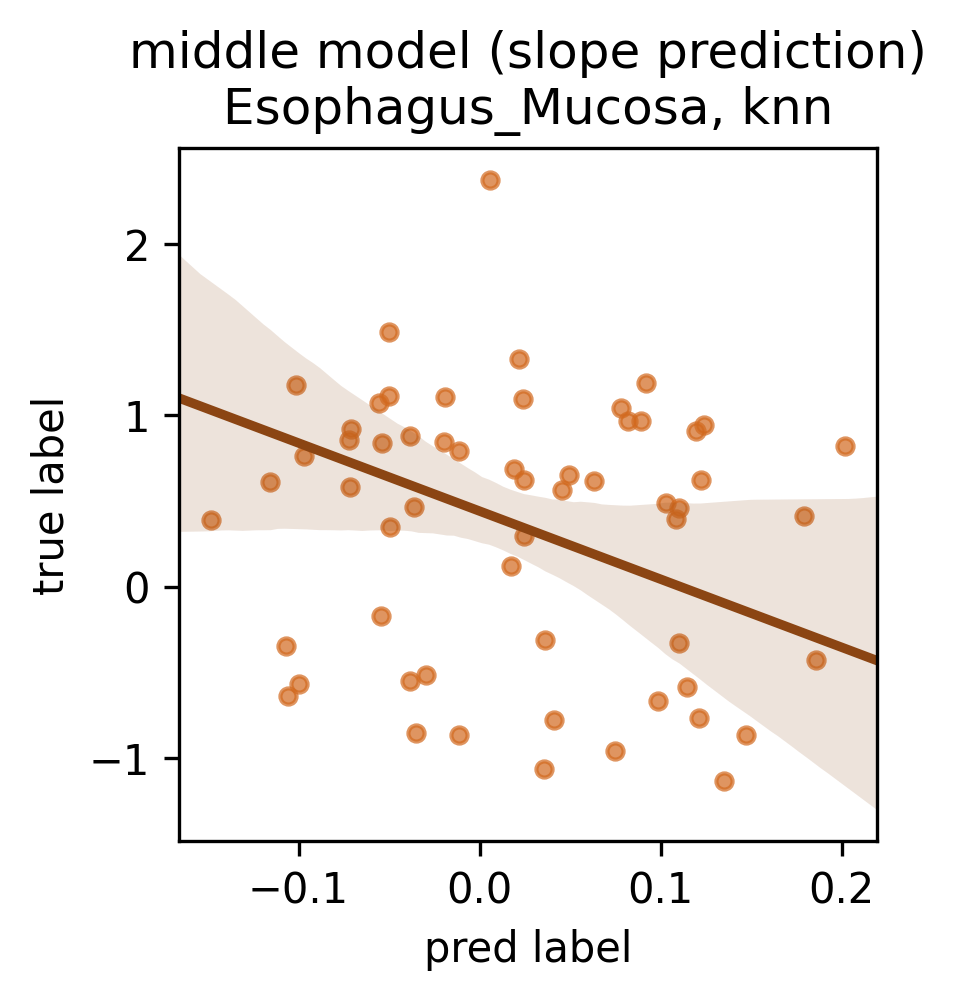 middle model (slope prediction)
Esophagus_Mucosa, knn
2
1
0
−1
true label
−0.1 0.0 0.1 0.2
pred label